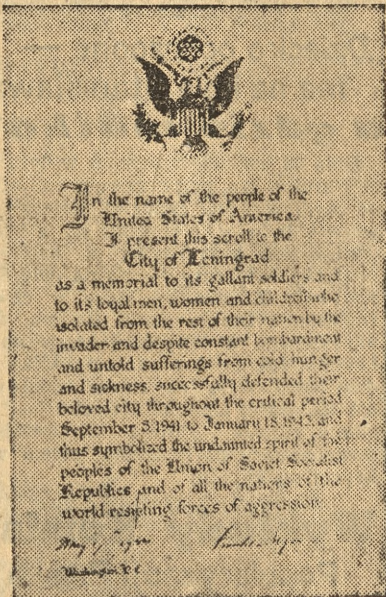 In the name of the people of the
United States of America
I present this scroll to the
City of Leningrad
as a memorial to its gallant soldiers and
to its loyal men, women and children who
isolated from the rest of their nation by the
invader and despite constant bombardment
and untold sufferings from cold hunger
and sickness, successfully defended their
beloved city throughout the critical period
September 8, 1941 to January 18, 1943, and
thus symbolized the undaunted spirit of the
peoples of the Union of Soviet Socialist
Republics and of all the nations of the
world resisting forces of aggression
Washington, D C